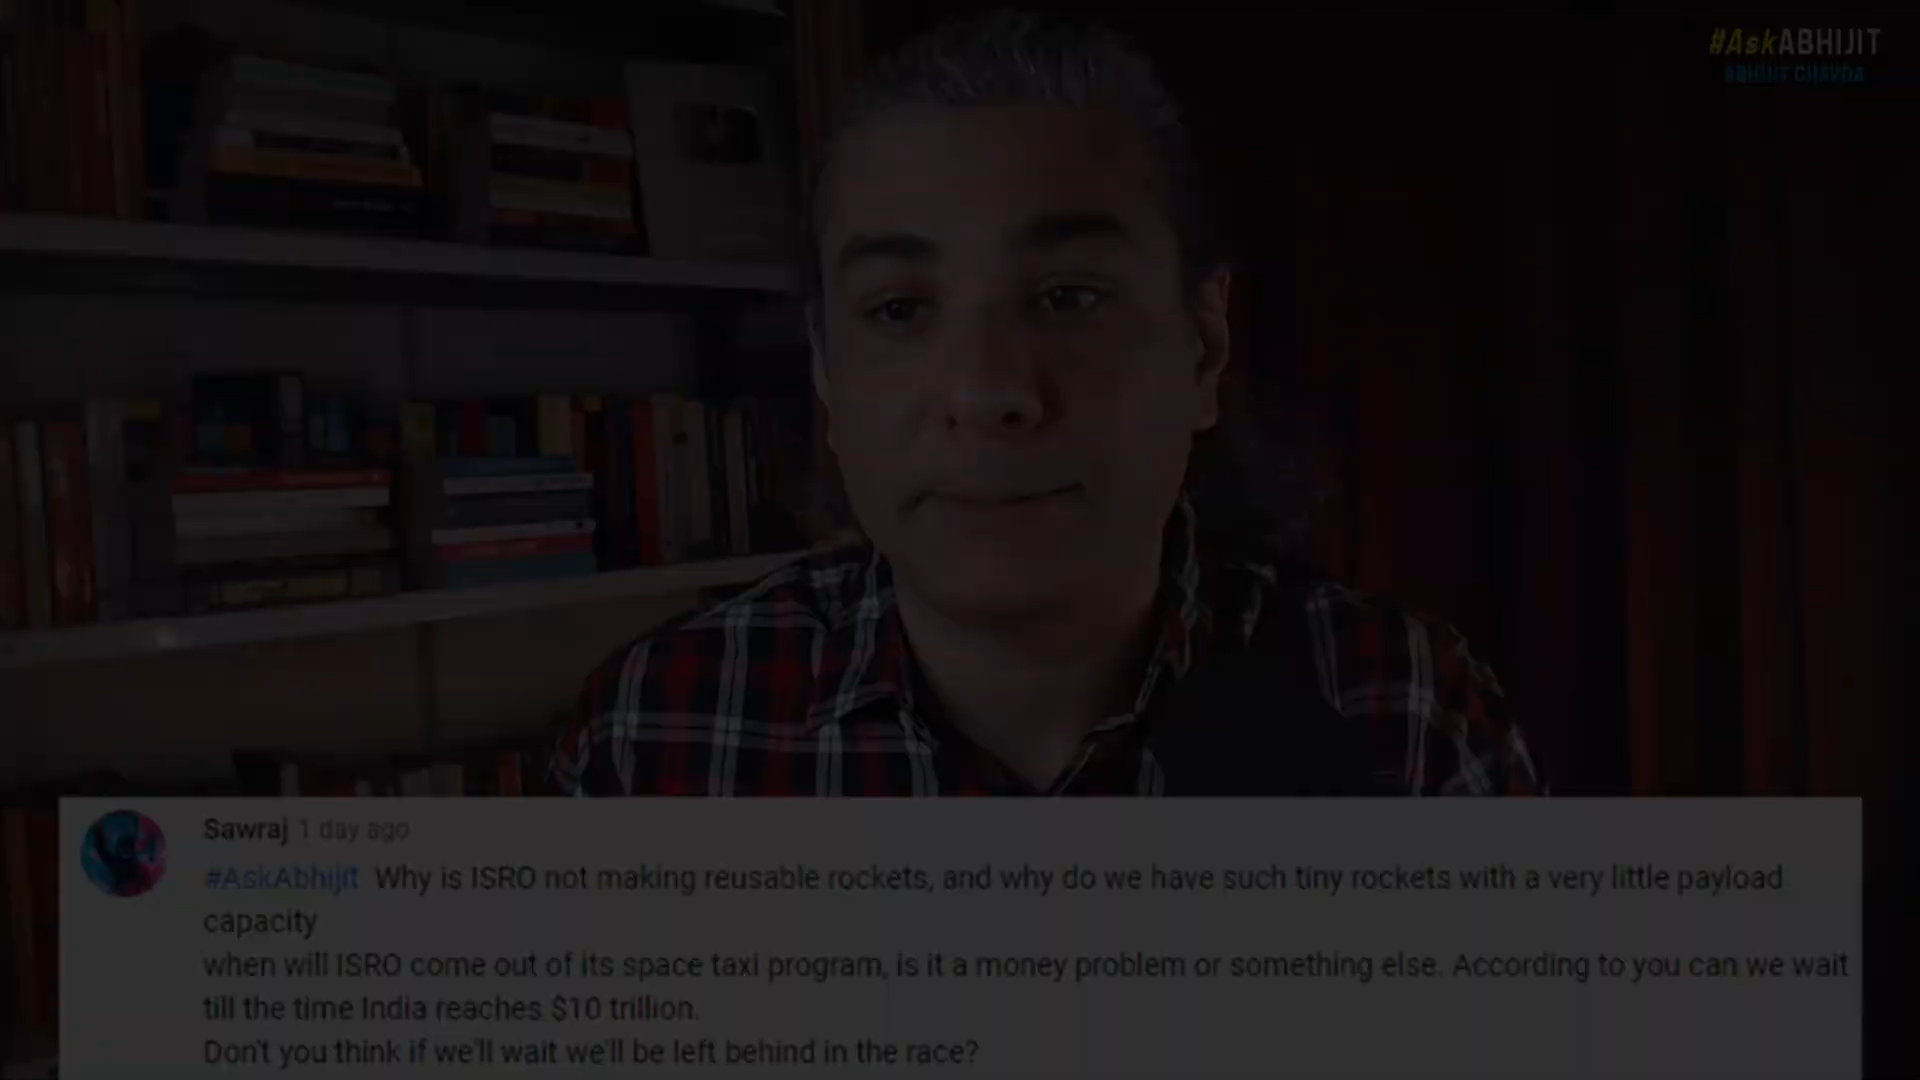 #AskABHIJIT
ABHIJIT CHAVDA
Sawraj 1 day ago
#AskAbhijit Why is ISRO not making reusable rockets, and why do we have such tiny rockets with a very little payload
capacity
when will ISRO come out of its space taxi program, is it a money problem or something else. According to you can we wait
till the time India reaches $10 trillion.
Don't you think if we'll wait we'll be left behind in the race?